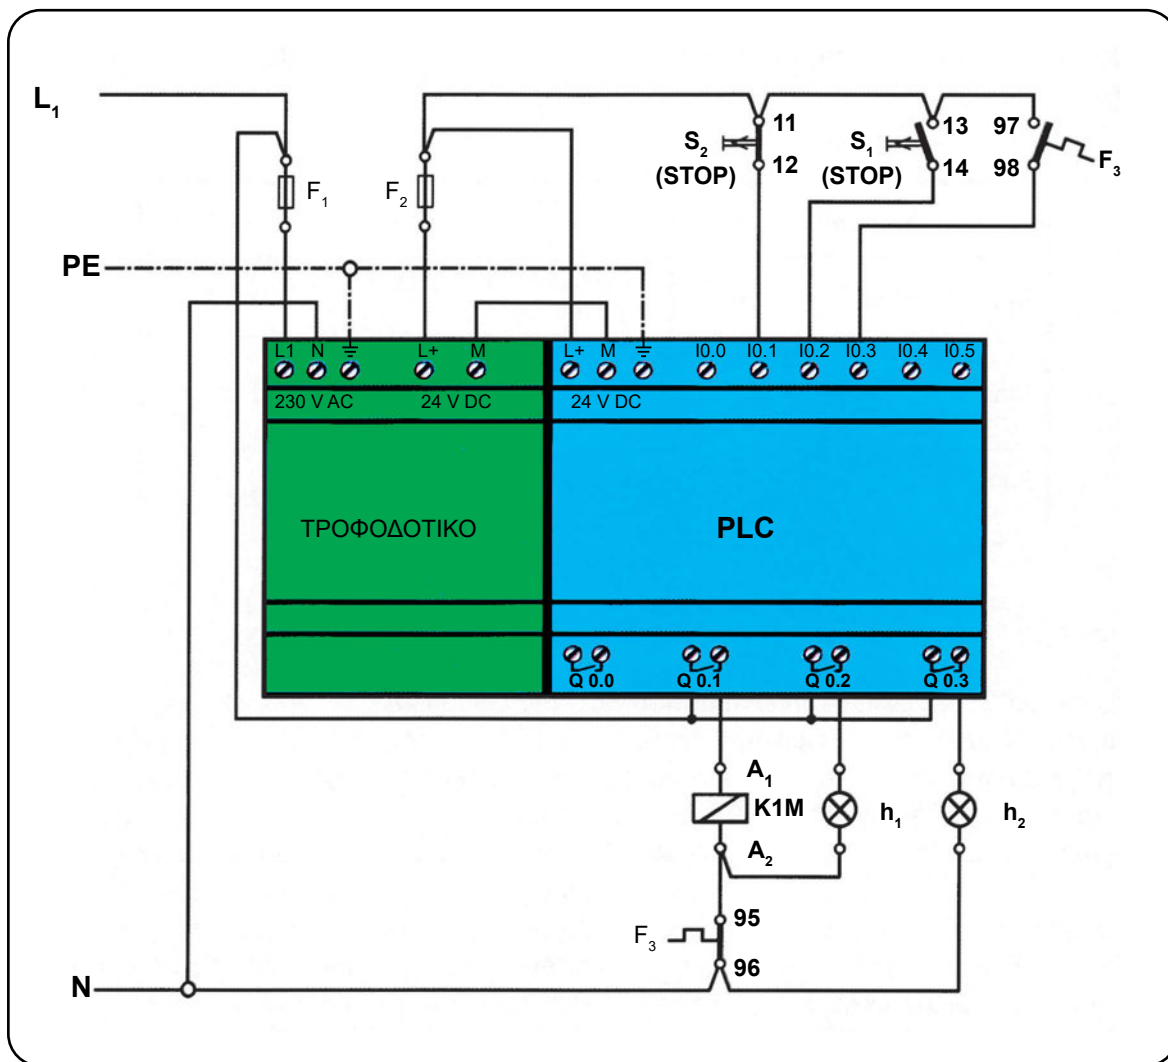 L1
11
13 97
S2
(STOP)
S1
(STOP)
F3
12
14 98
F1
F2
PE
L1 N L+ M L+ M I0.0 I0.1 I0.2 I0.3 I0.4 I0.5
230 V AC 24 V DC 24 V DC
ΤΡΟΦΟΔΟΤΙΚΟ
PLC
Q 0.0 Q 0.1 Q 0.2 Q 0.3
A1
K1M h1 h2
A2
95
F3
96
N